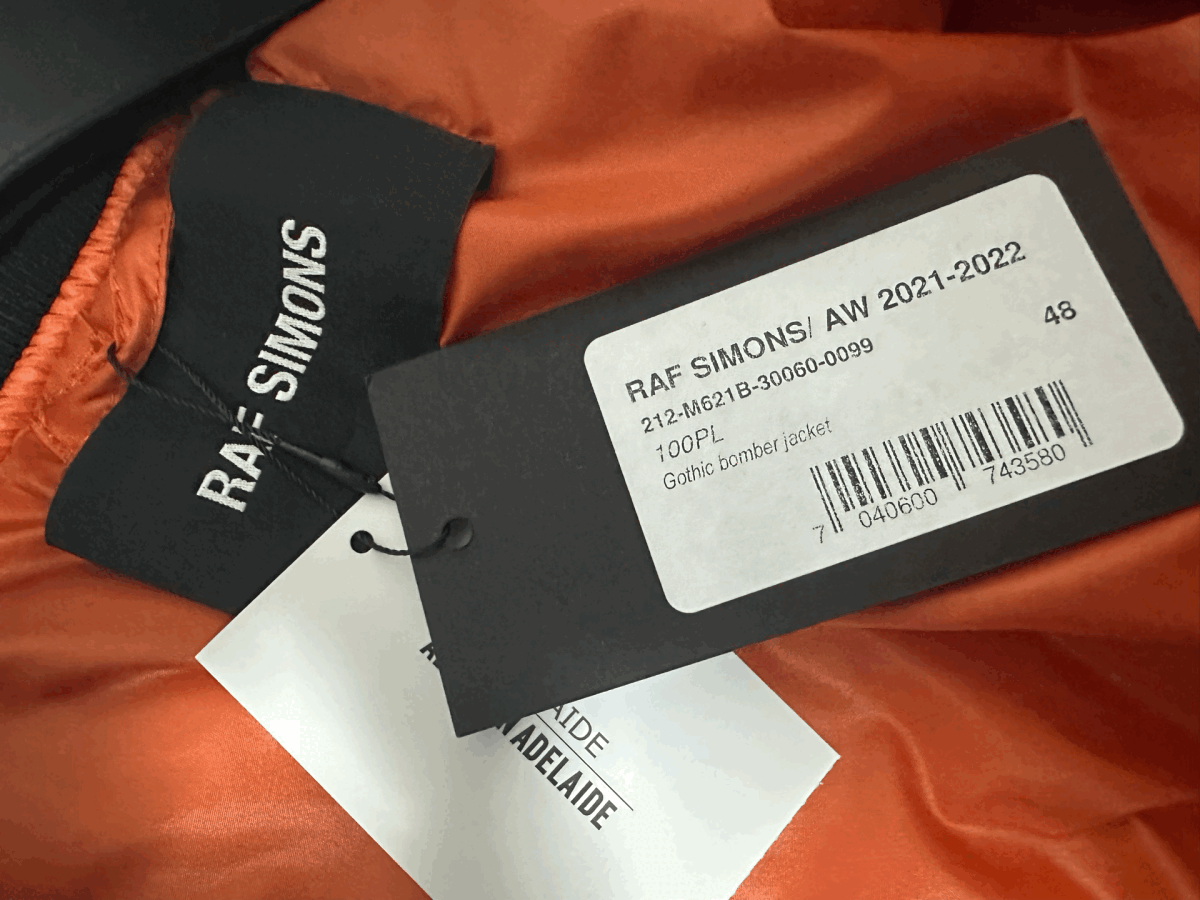 RAF SIMONS
RAF SIMONS/ AW 2021-2022
48
212-M621B-30060-0099
100PL
Gothic bomber jacket
7 040600 743580
ADELAIDE